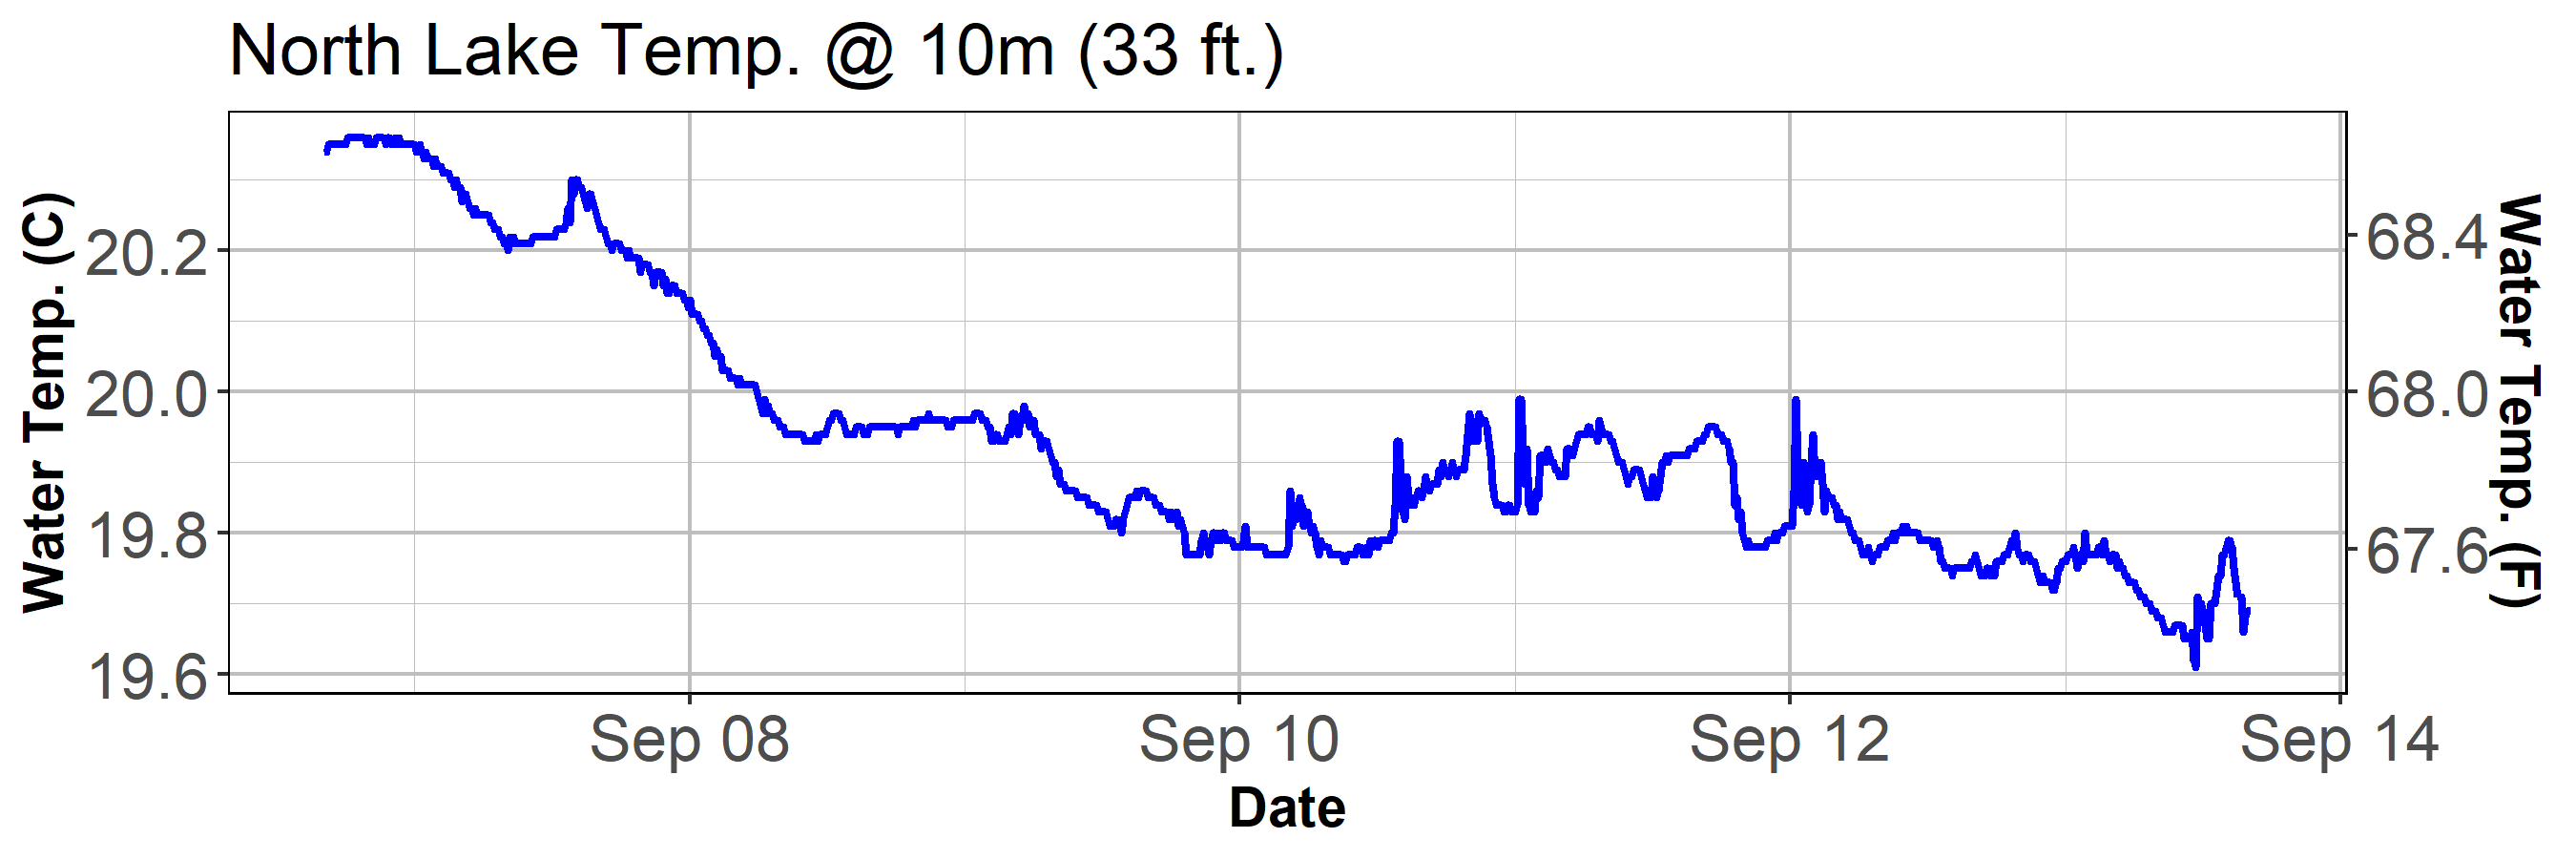 North Lake Temp. @ 10m (33 ft.)
Water Temp. (C)
20.2
20.0
19.8
19.6
68.4
68.0
67.6
Water Temp. (F)
Sep 08
Sep 10
Sep 12
Sep 14
Date